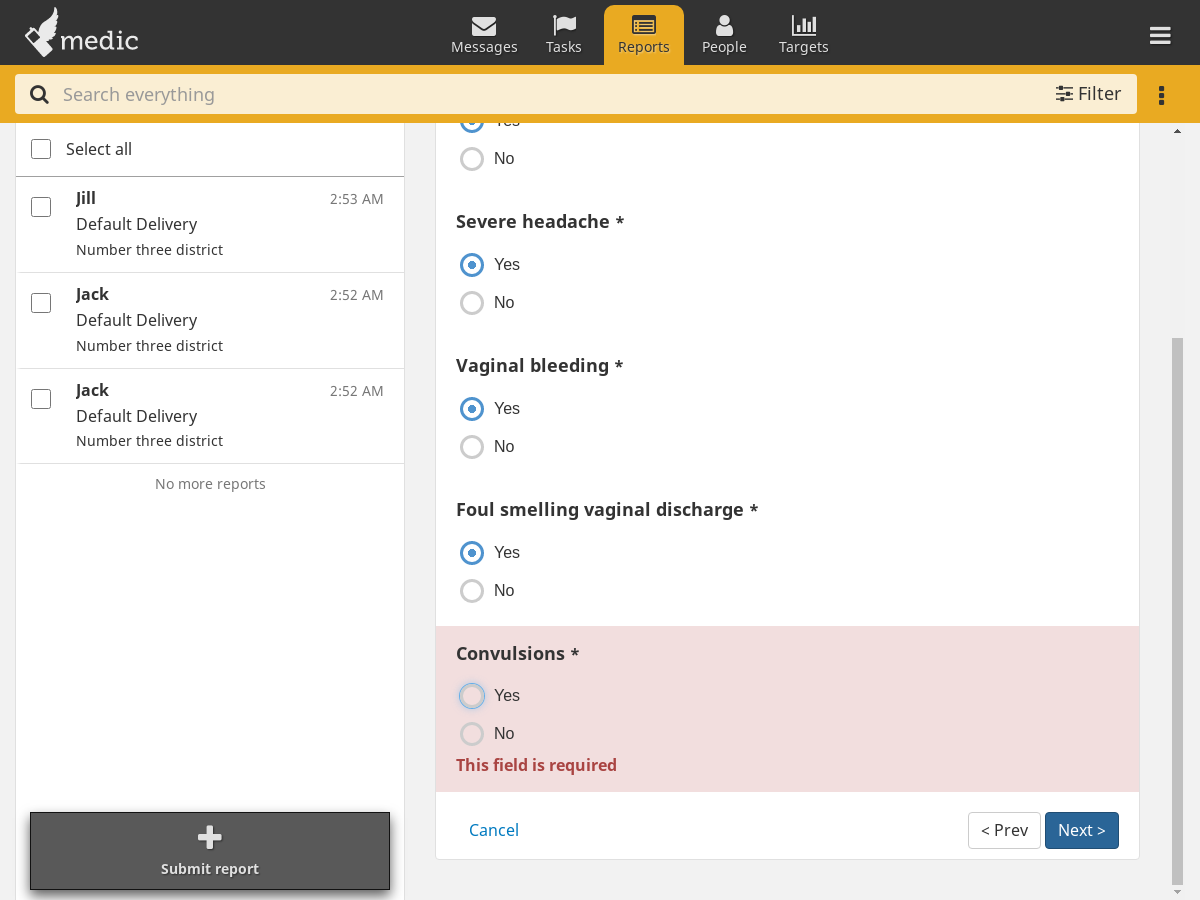 medic
Messages
Tasks
Reports
People
Targets
Search everything
Filter
Select all
Jill
2:53 AM
Default Delivery
Number three district
Jack
2:52 AM
Default Delivery
Number three district
Jack
2:52 AM
Default Delivery
Number three district
No more reports
Submit report
Yes
No
Severe headache *
Yes
No
Vaginal bleeding *
Yes
No
Foul smelling vaginal discharge *
Yes
No
Convulsions *
Yes
No
This field is required
Cancel
< Prev
Next >